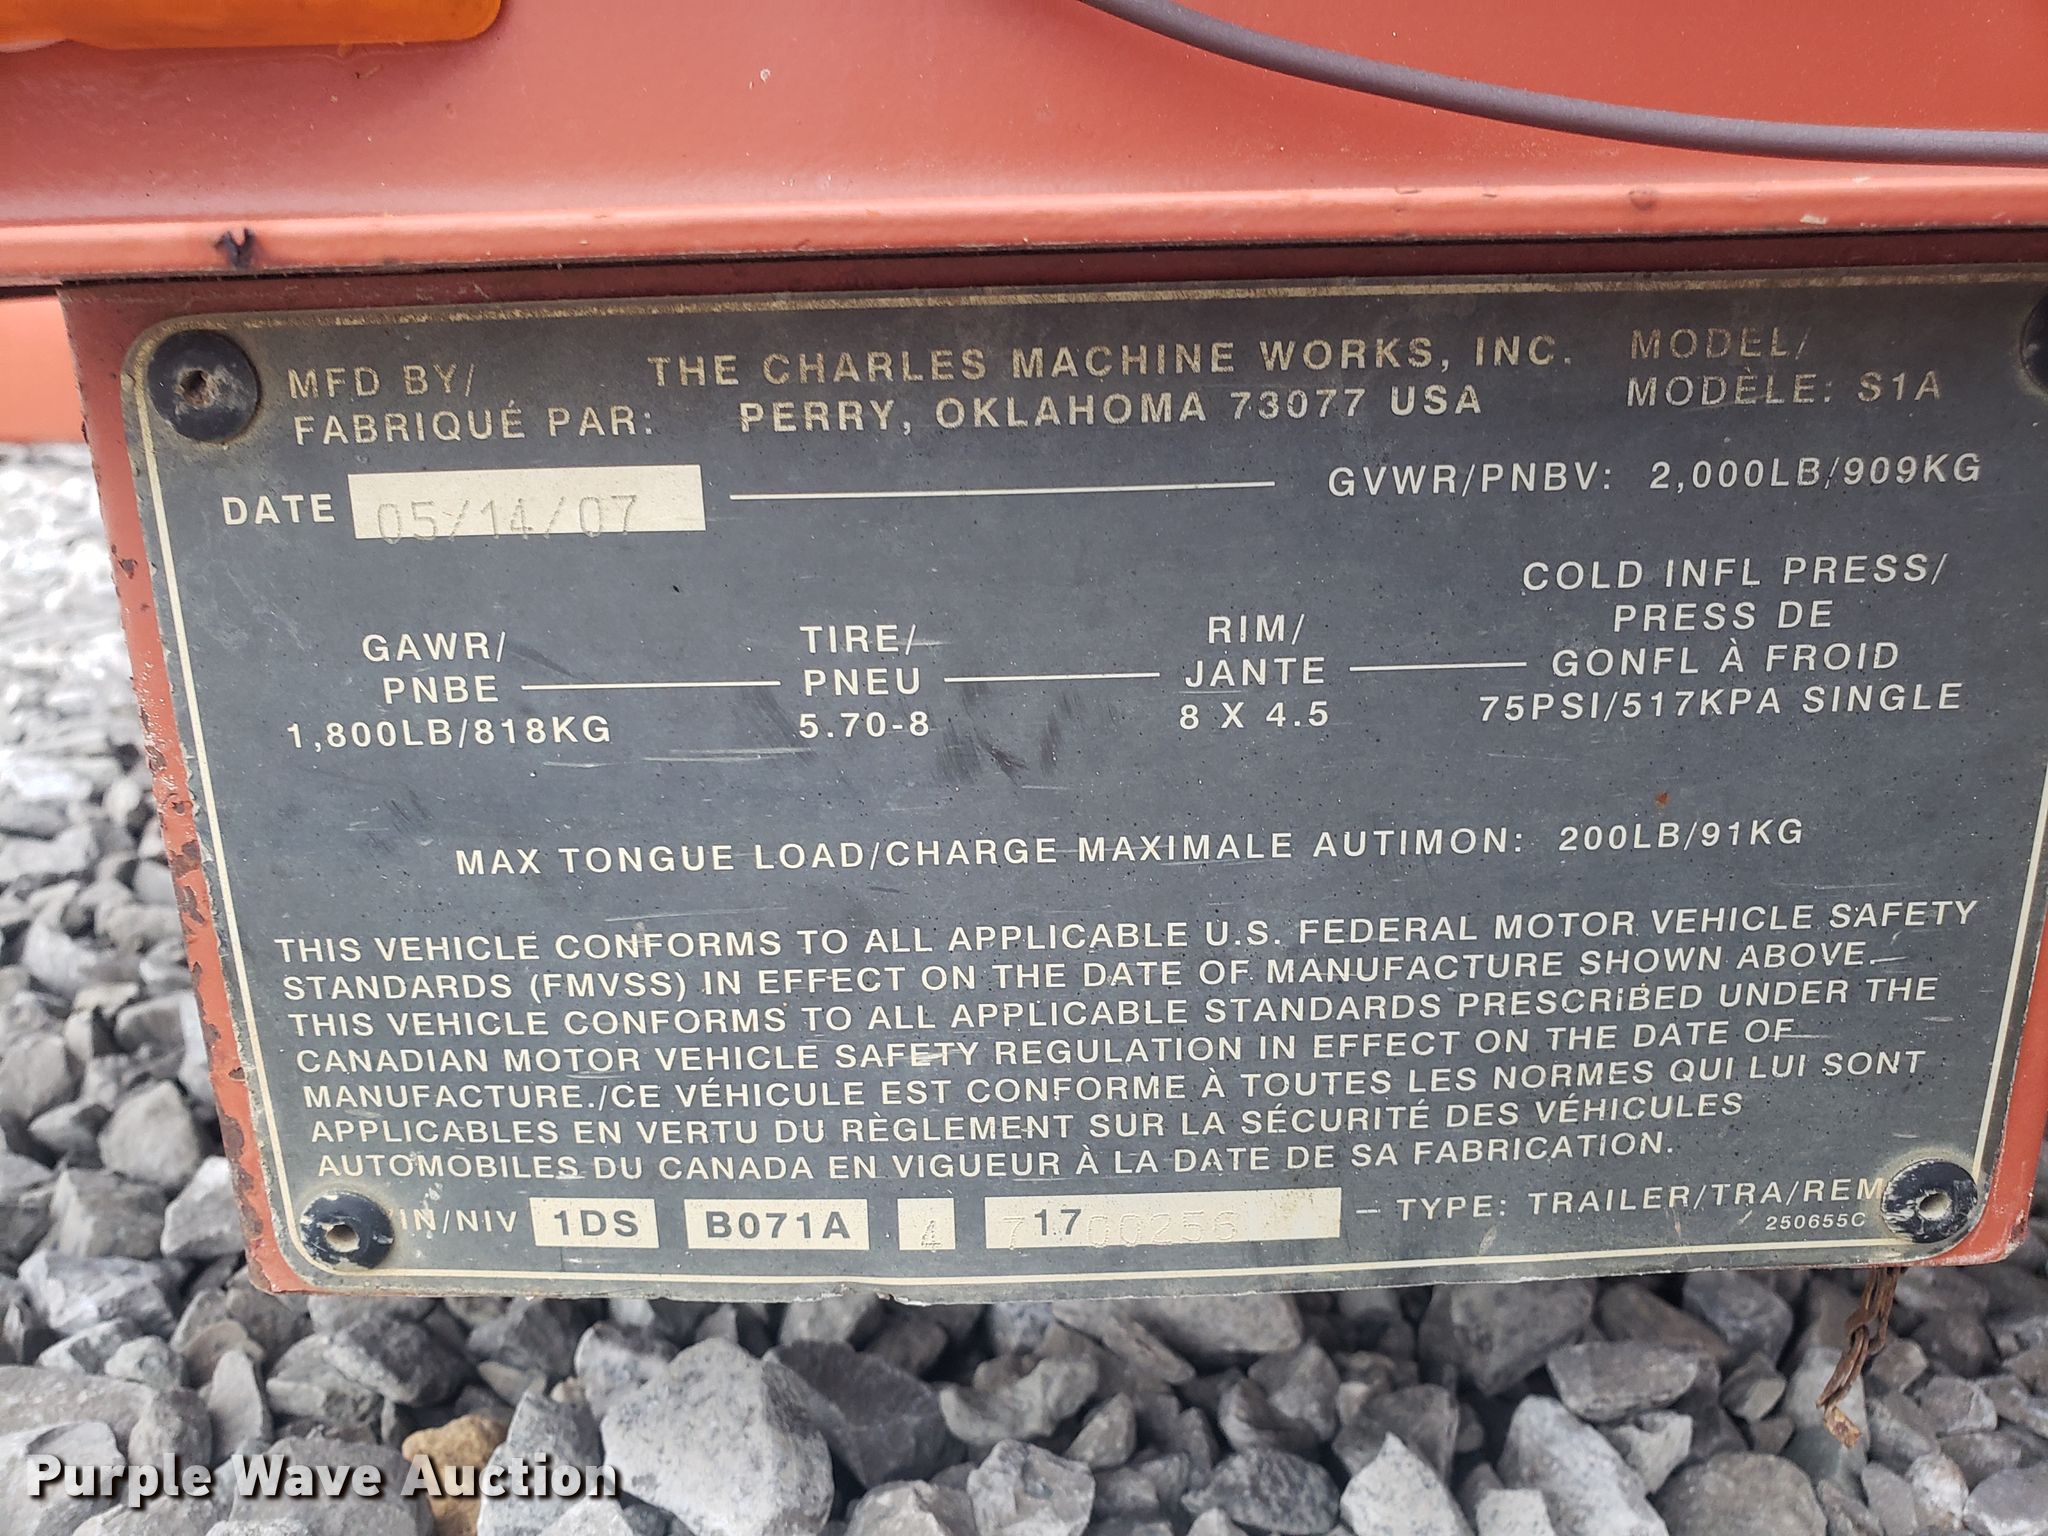 MFD BY/ THE CHARLES MACHINE WORKS, INC. MODEL/
FABRIQUÉ PAR: PERRY, OKLAHOMA 73077 USA MODÈLE: S1A
DATE 05/14/07 GVWR/PNBV: 2,000LB/909KG
GAWR/
PNBE
1,800LB/818KG
TIRE/
PNEU
5.70-8
RIM/
JANTE
8 X 4.5
COLD INFL PRESS/
PRESS DE
GONFL À FROID
75PSI/517KPA SINGLE
MAX TONGUE LOAD/CHARGE MAXIMALE AUTIMON: 200LB/91KG
THIS VEHICLE CONFORMS TO ALL APPLICABLE U.S. FEDERAL MOTOR VEHICLE SAFETY
STANDARDS (FMVSS) IN EFFECT ON THE DATE OF MANUFACTURE SHOWN ABOVE.
THIS VEHICLE CONFORMS TO ALL APPLICABLE STANDARDS PRESCRIBED UNDER THE
CANADIAN MOTOR VEHICLE SAFETY REGULATION IN EFFECT ON THE DATE OF
MANUFACTURE./CE VÉHICULE EST CONFORME À TOUTES LES NORMES QUI LUI SONT
APPLICABLES EN VERTU DU RÈGLEMENT SUR LA SÉCURITÉ DES VÉHICULES
AUTOMOBILES DU CANADA EN VIGUEUR À LA DATE DE SA FABRICATION.
VIN/NIV 1DS B071A 4 7 17 00256 – TYPE: TRAILER/TRA/REM
250655C
Purple Wave Auction